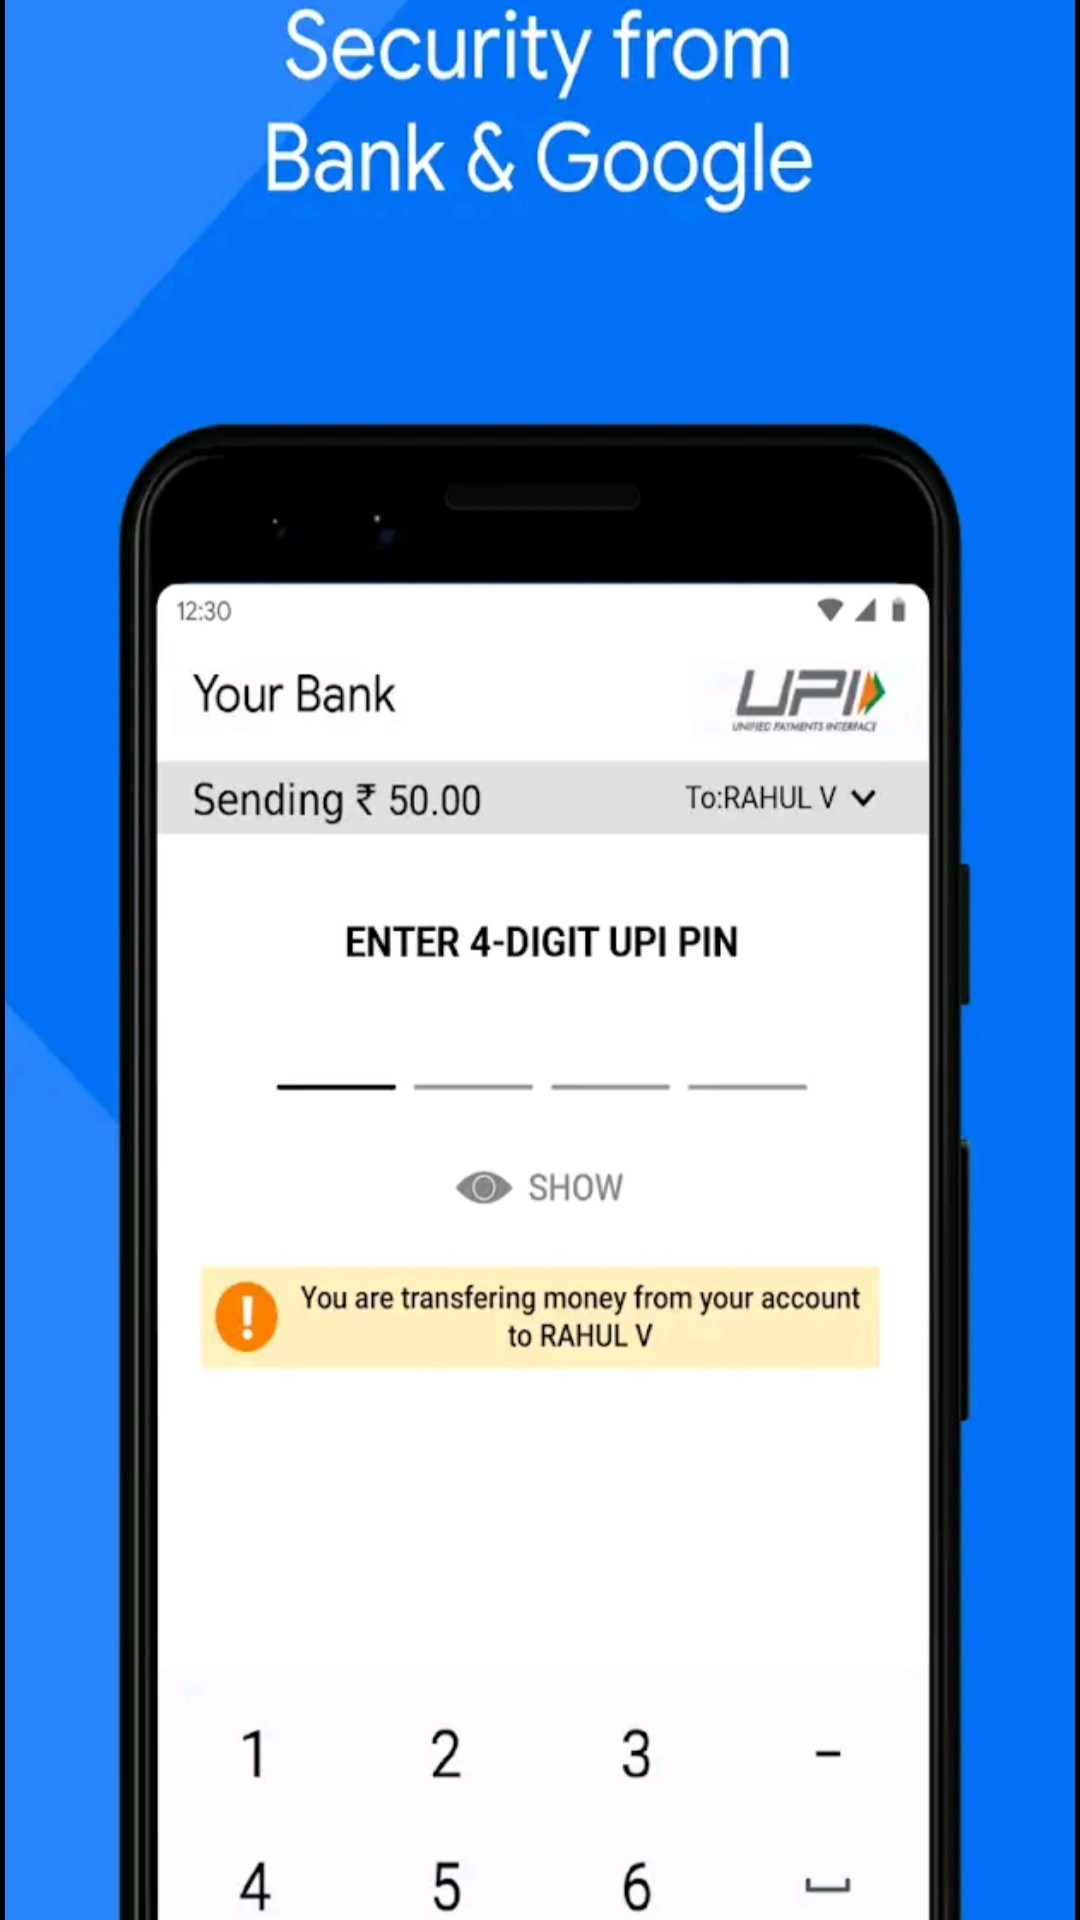 Security from
Bank & Google
12:30
Your Bank
UPI
UNIFIED PAYMENTS INTERFACE
Sending ₹ 50.00
To:RAHUL V
ENTER 4-DIGIT UPI PIN
SHOW
You are transfering money from your account
to RAHUL V
1 2 3 -
4 5 6